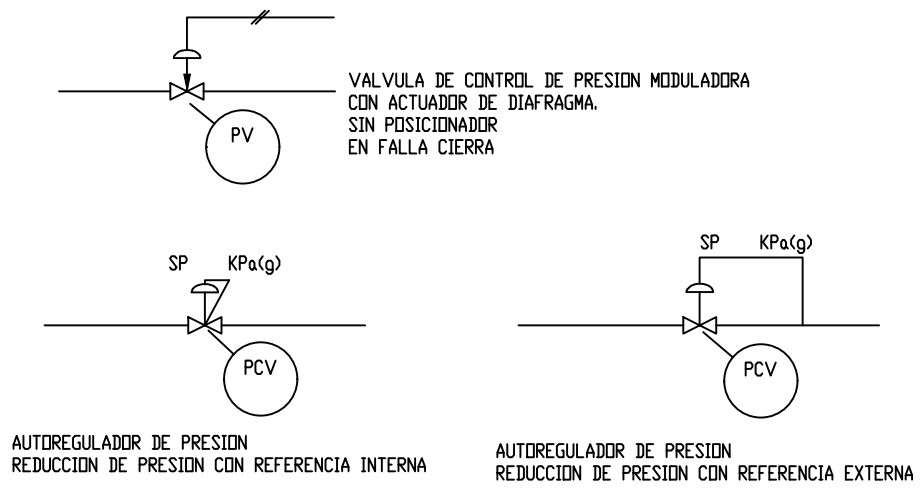 VALVULA DE CONTROL DE PRESION MODULADORA
CON ACTUADOR DE DIAFRAGMA.
SIN POSICIONADOR
EN FALLA CIERRA
PV
SP KPa(g)
PCV
AUTOREGULADOR DE PRESION
REDUCCION DE PRESION CON REFERENCIA INTERNA
SP KPa(g)
PCV
AUTOREGULADOR DE PRESION
REDUCCION DE PRESION CON REFERENCIA EXTERNA